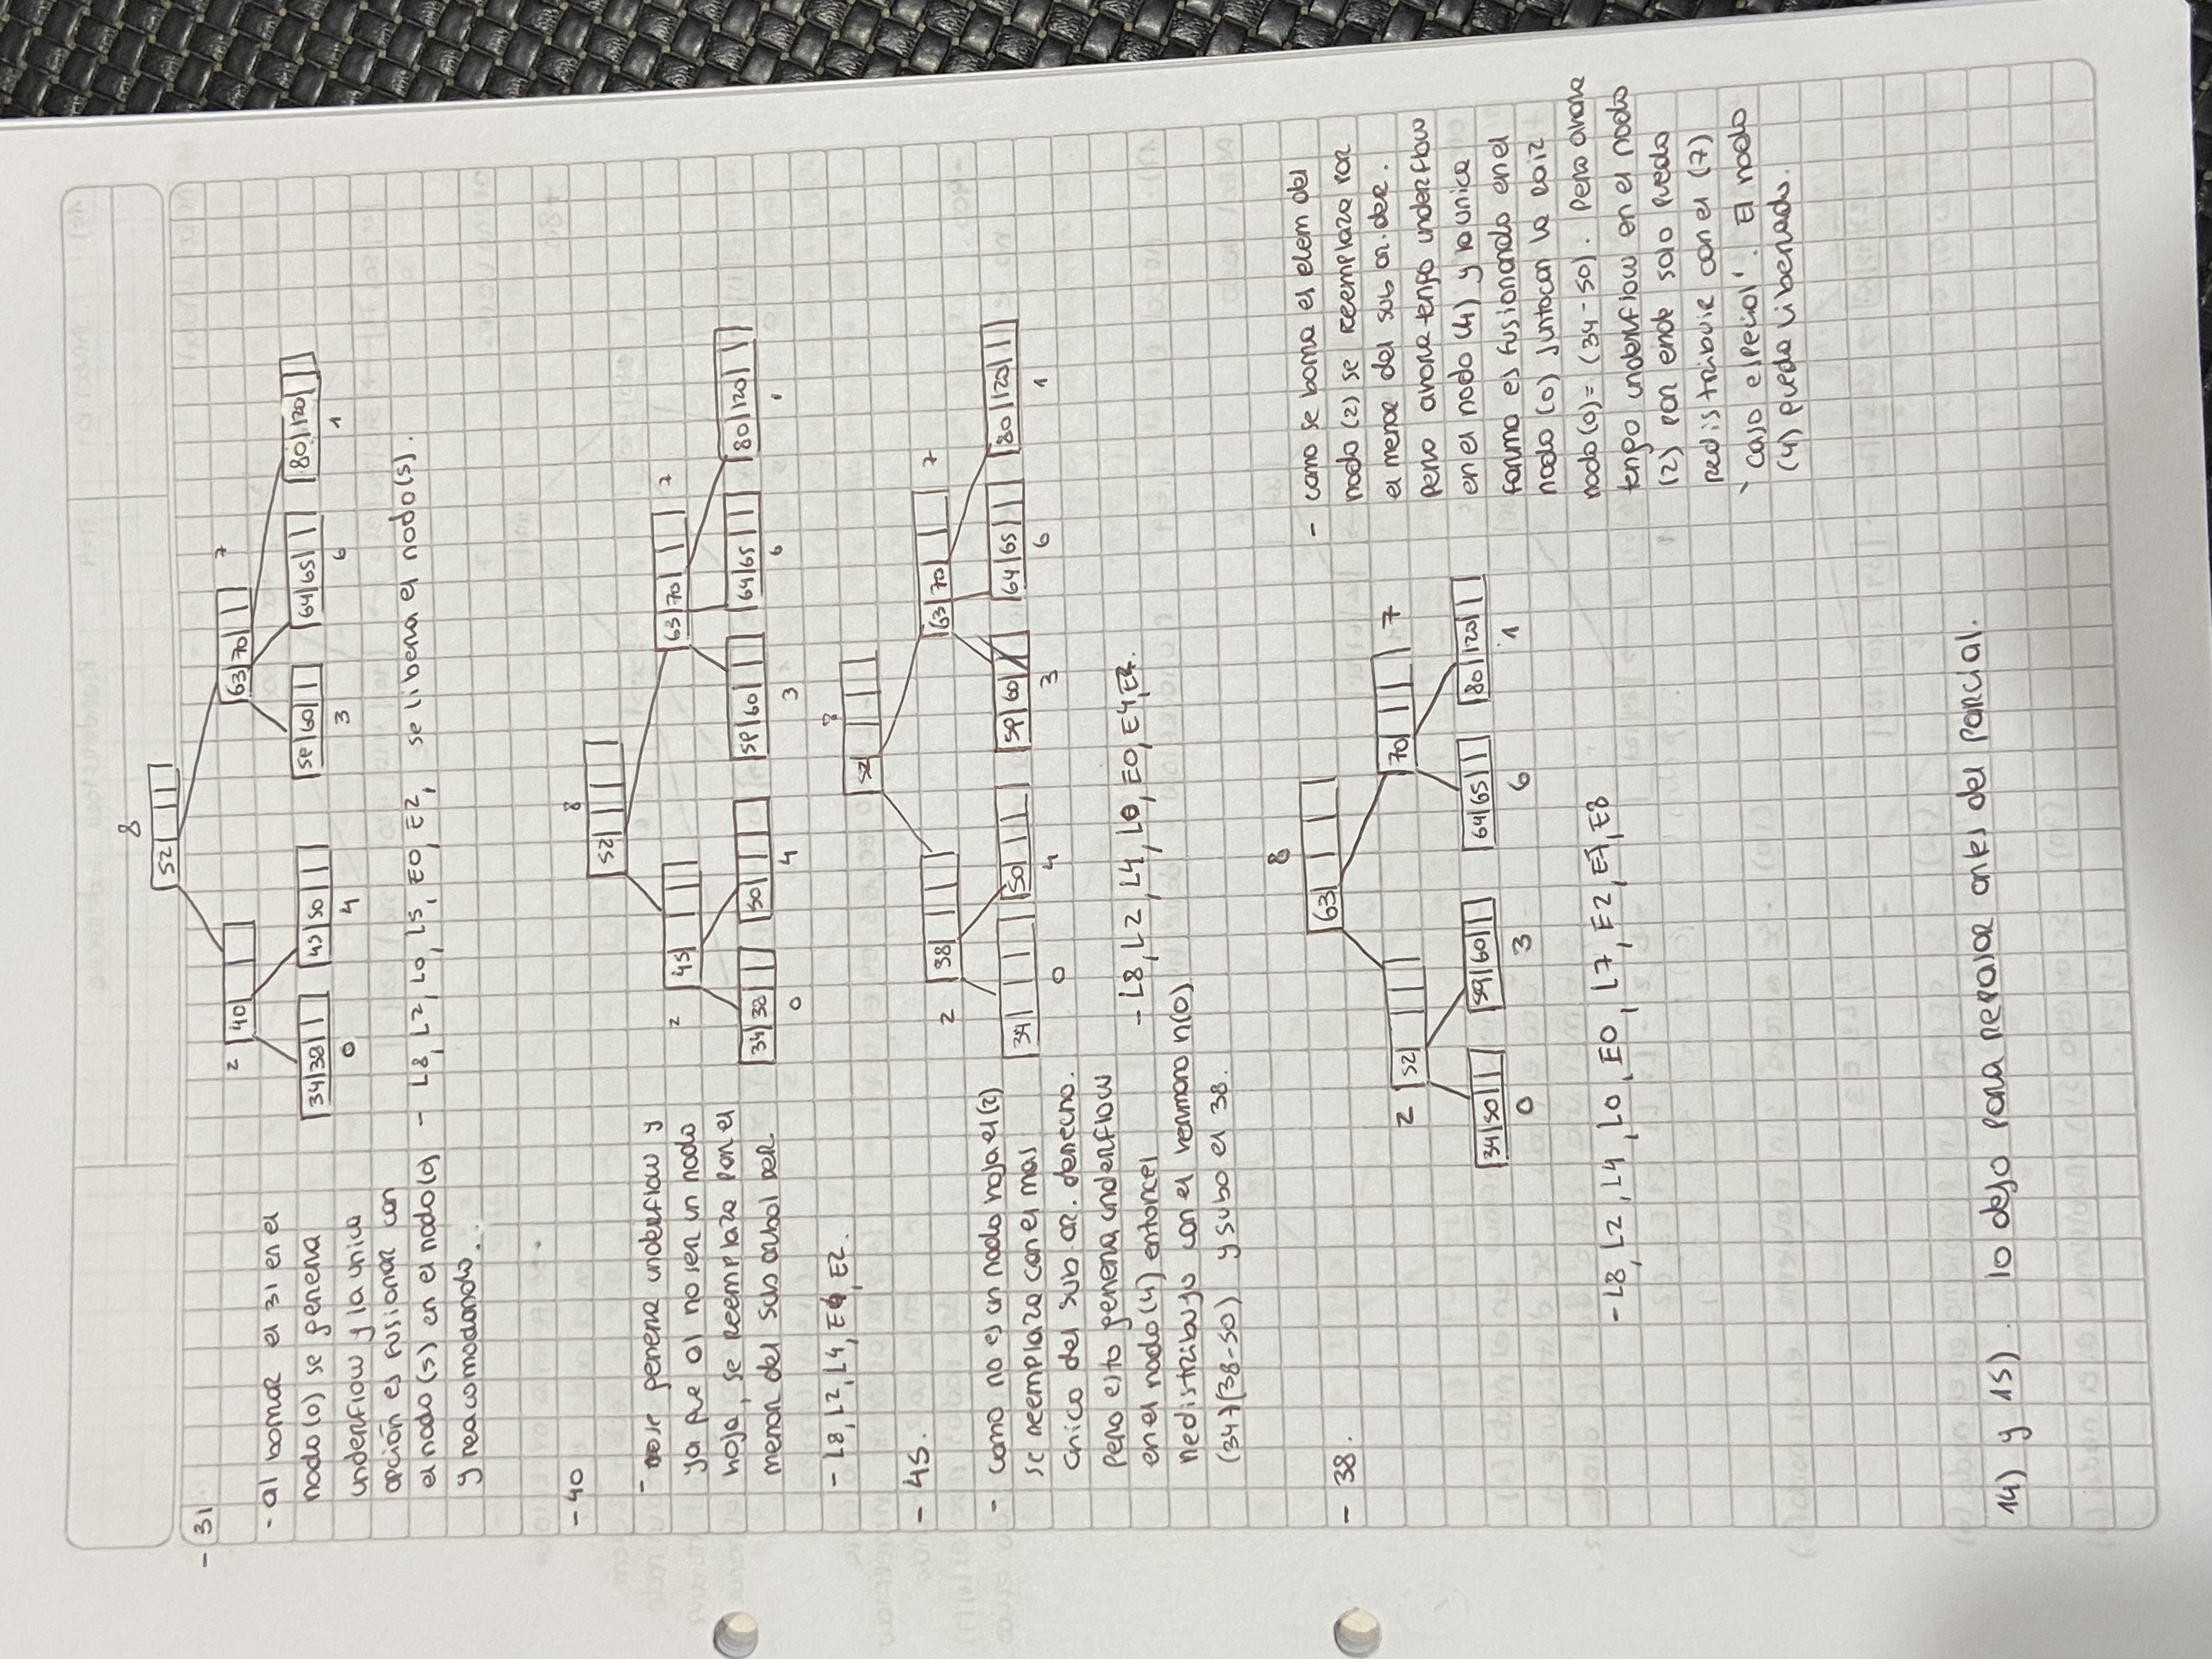 8
52
- 31
2 40
63 70 7
- al borrar el 31 en el
nodo (0) se genera
34 38
45 50
59 60
64 65
80 120
0
4
3
6
1
underflow y la unica
opción es fusionar con
el nodo (5) en el nodo (0)
- L8, L2, L0, L5, E0, E2, se libera el nodo (5).
y reacomodando.
- 40
8
52
- no se genera underflow y
ya que al no ser un nodo
2 45
63 70 7
hoja, se reemplaza por el
menor del sub arbol der.
34 38
50
59 60
64 65
80 120
0
4
3
6
1
- L8, L2, L4, E4, E2.
8
52
- 45.
2 38
63 70 7
- como no es un nodo hoja el (2)
se reemplaza con el mas
chico del sub ar. derecho.
34
50
59 60
64 65
80 120
0
4
3
6
1
pero esto genera underflow
en el nodo (4) entonces
- L8, L2, L4, L0, E0, E4, E2.
redistribuyo con el hermano n(0)
(34)(38-50) y subo el 38.
- 38.
8
63
2 52
70 7
34 50
59 60
64 65
80 120
0
3
6
1
- L8, L2, L4, L0, E0, L7, E2, E7, E8
- como se borra el elem del
nodo (2) se reemplaza por
el menor del sub ar. der.
pero ahora tengo underflow
en el nodo (4) y la unica
forma es fusionando en el
nodo (0) junto con la raiz
nodo (0) = (34-50). Pero ahora
tengo underflow en el nodo
(2) por ende solo puedo
redistribuir con el (7)
"caso especial". El nodo
(4) queda liberado.
14) y 15). lo dejo para repasar antes del parcial.